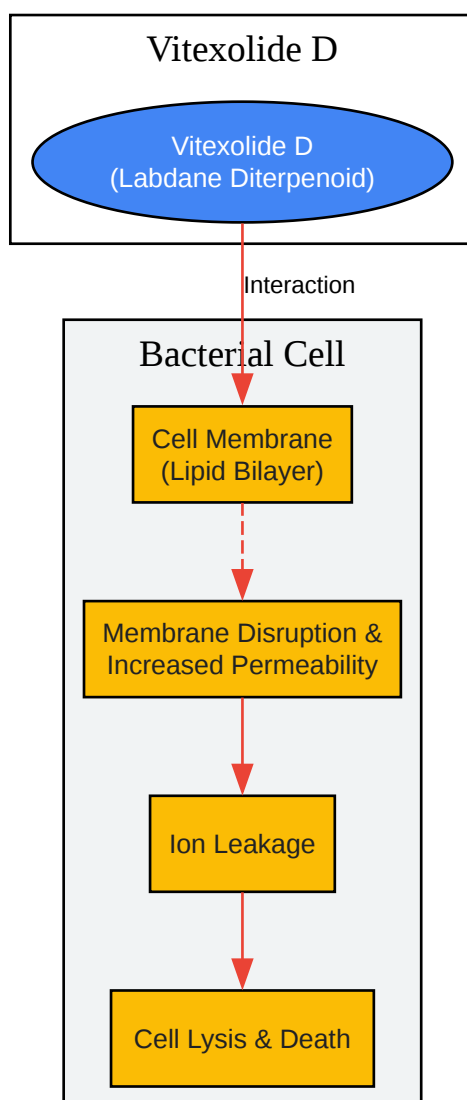 Vitexolide D
Vitexolide D
(Labdane Diterpenoid)
Interaction
Bacterial Cell
Cell Membrane
(Lipid Bilayer)
Membrane Disruption &
Increased Permeability
Ion Leakage
Cell Lysis & Death